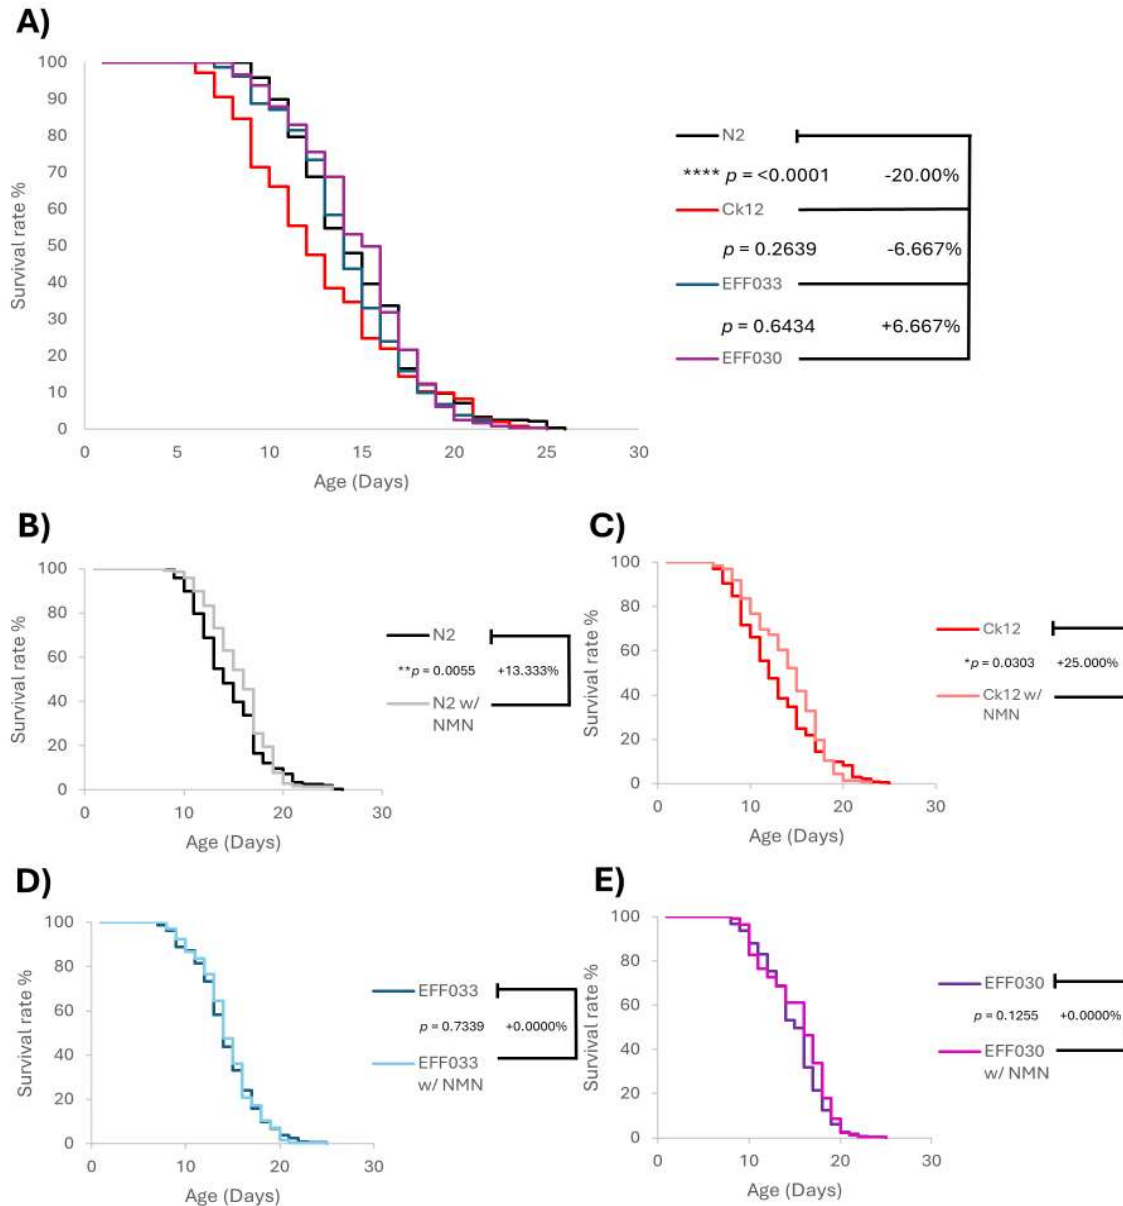 A)
100
90
80
70
60
50
40
30
20
10
0
0 5 10 15 20 25 30
Survival rate %
Age (Days)
N2
**** p = <0.0001 -20.00%
Ck12
p = 0.2639 -6.667%
EFF033
p = 0.6434 +6.667%
EFF030
B)
100
80
60
40
20
0
0 10 20 30
Survival rate %
Age (Days)
N2
**p = 0.0055 +13.333%
N2 w/
NMN
C)
100
80
60
40
20
0
0 10 20 30
Survival rate %
Age (Days)
Ck12
*p = 0.0303 +25.000%
Ck12 w/
NMN
D)
100
80
60
40
20
0
0 10 20 30
Survival rate %
Age (Days)
EFF033
p = 0.7339 +0.0000%
EFF033
w/ NMN
E)
100
80
60
40
20
0
0 10 20 30
Survival rate %
Age (Days)
EFF030
p = 0.1255 +0.0000%
EFF030
w/ NMN